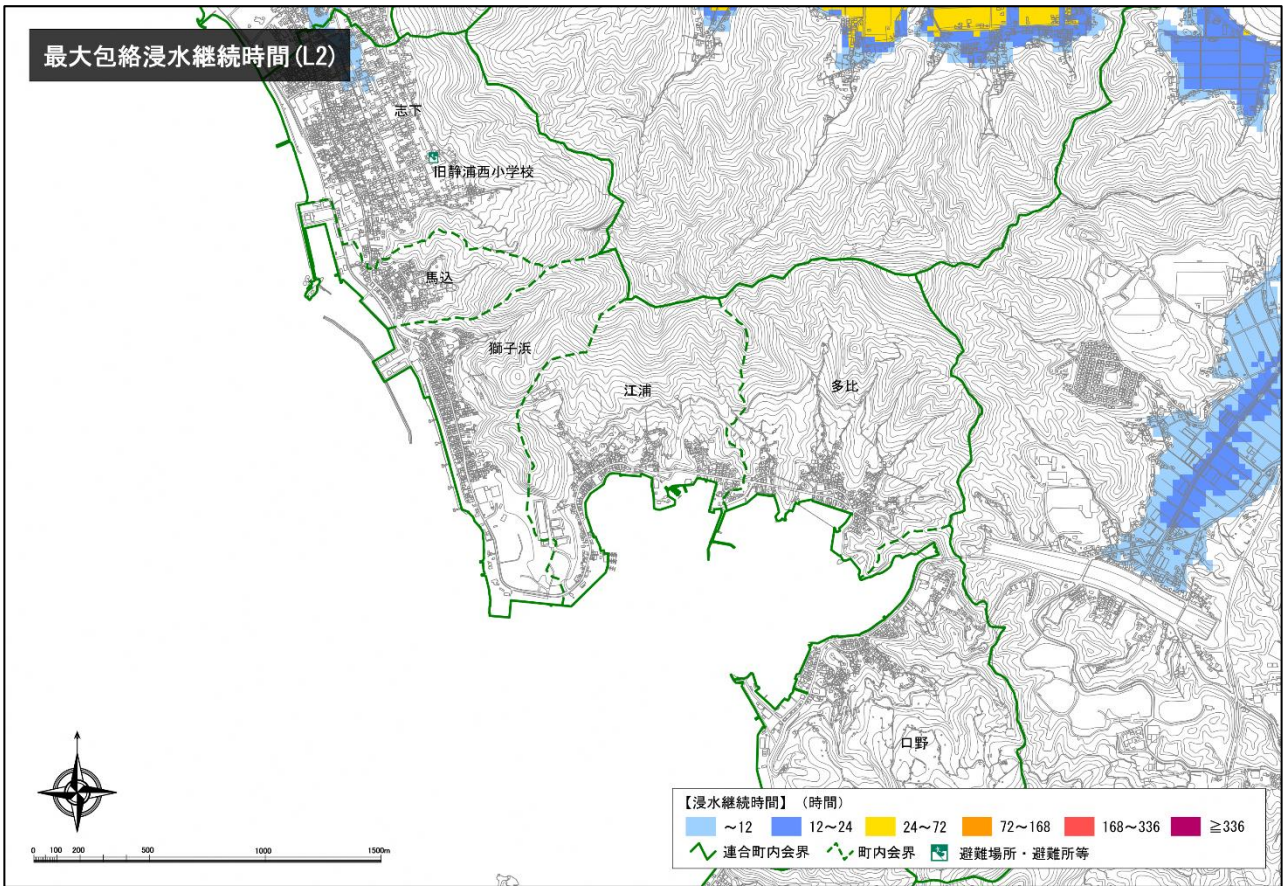 最大包絡浸水継続時間(L2)
志下
旧静浦西小学校
馬込
獅子浜
江浦
多比
口野
【浸水継続時間】 (時間)
~12 12~24 24~72 72~168 168~336 ≧336
連合町内会界 町内会界 避難場所・避難所等
0 100 200 500 1000 1500m